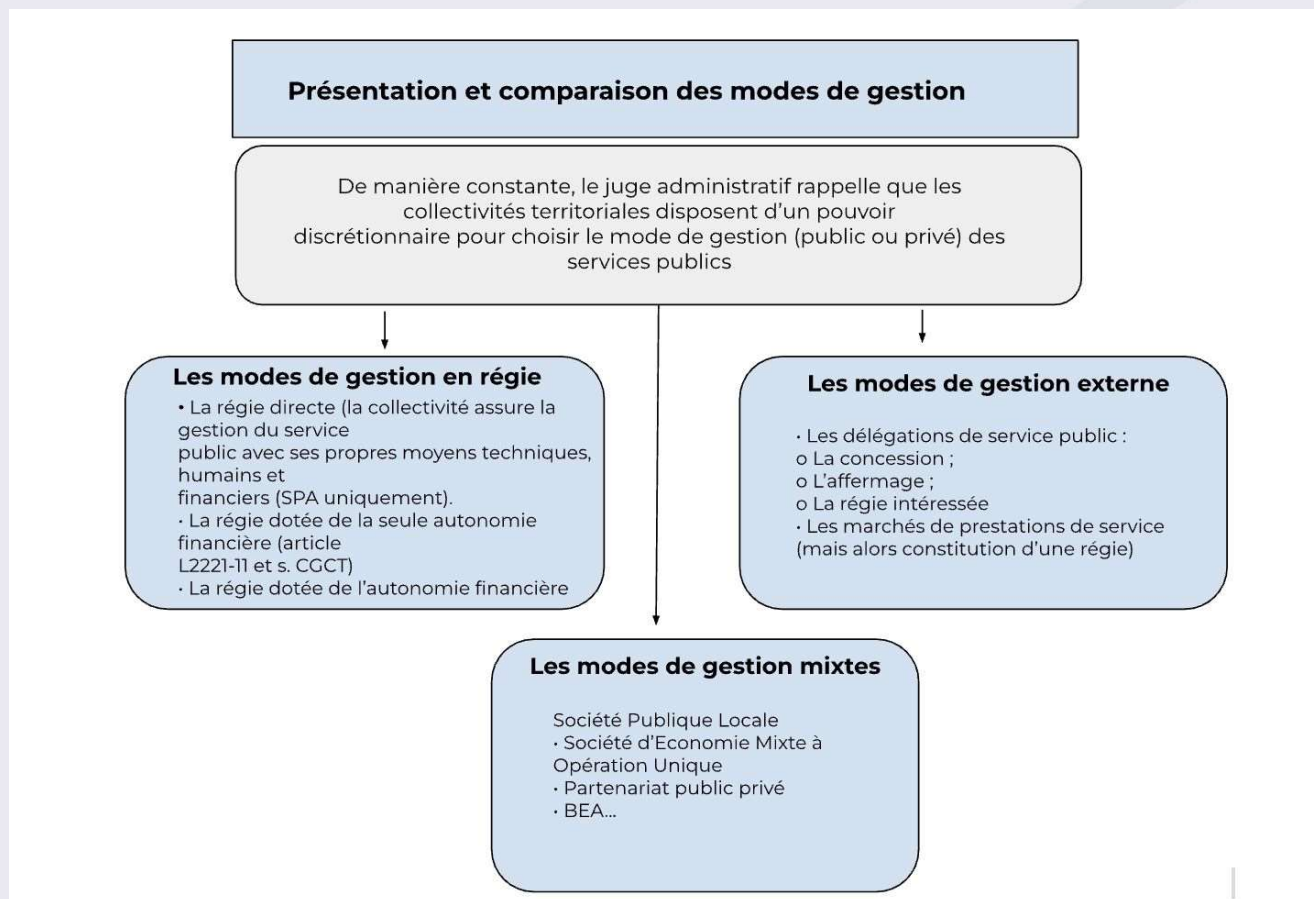 Présentation et comparaison des modes de gestion
De manière constante, le juge administratif rappelle que les
collectivités territoriales disposent d’un pouvoir
discrétionnaire pour choisir le mode de gestion (public ou privé) des
services publics
Les modes de gestion en régie
• La régie directe (la collectivité assure la
gestion du service
public avec ses propres moyens techniques,
humains et
financiers (SPA uniquement).
· La régie dotée de la seule autonomie
financière (article
L2221-11 et s. CGCT)
· La régie dotée de l’autonomie financière
Les modes de gestion externe
· Les délégations de service public :
o La concession ;
o L’affermage ;
o La régie intéressée
· Les marchés de prestations de service
(mais alors constitution d’une régie)
Les modes de gestion mixtes
Société Publique Locale
· Société d’Economie Mixte à
Opération Unique
· Partenariat public privé
· BEA...